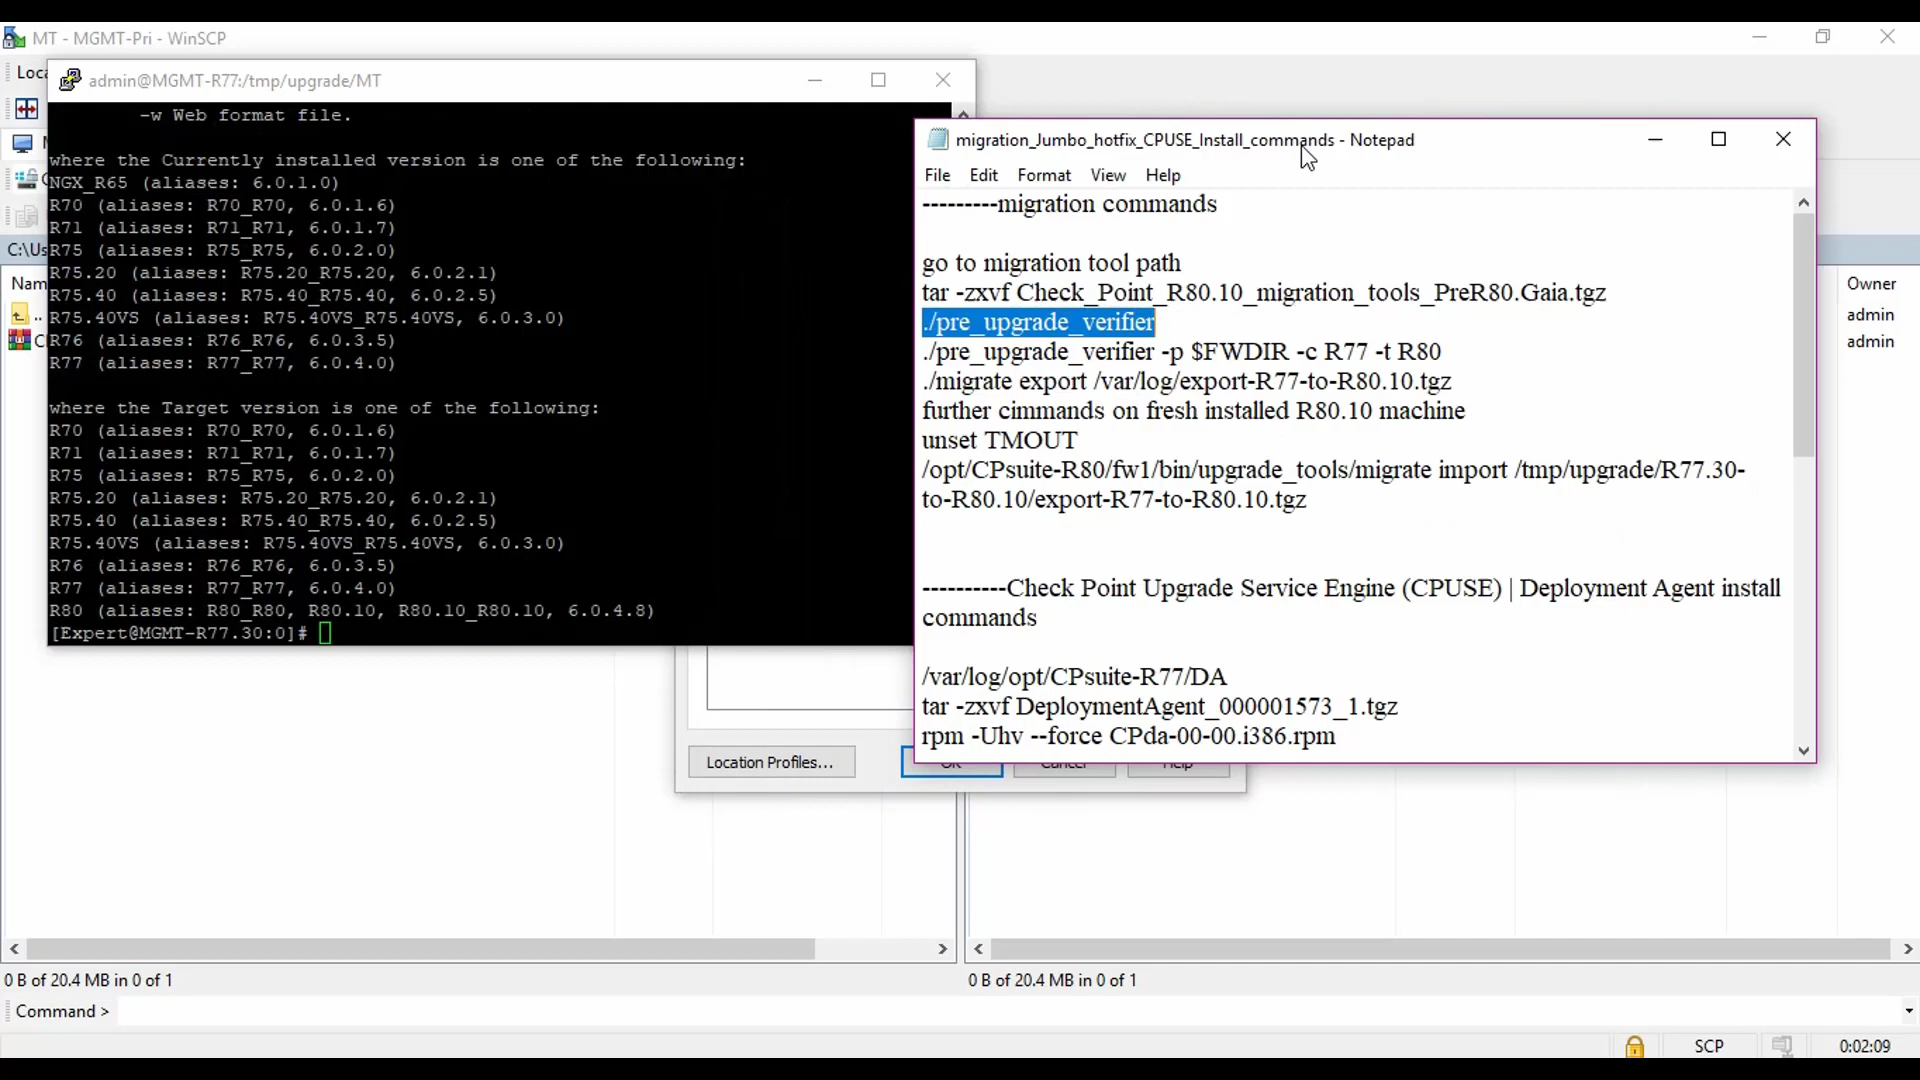 MT - MGMT-Pri - WinSCP
Loca
admin@MGMT-R77:/tmp/upgrade/MT
-w Web format file.
where the Currently installed version is one of the following:
NGX_R65 (aliases: 6.0.1.0)
R70 (aliases: R70_R70, 6.0.1.6)
R71 (aliases: R71_R71, 6.0.1.7)
R75 (aliases: R75_R75, 6.0.2.0)
R75.20 (aliases: R75.20_R75.20, 6.0.2.1)
R75.40 (aliases: R75.40_R75.40, 6.0.2.5)
R75.40VS (aliases: R75.40VS_R75.40VS, 6.0.3.0)
R76 (aliases: R76_R76, 6.0.3.5)
R77 (aliases: R77_R77, 6.0.4.0)
where the Target version is one of the following:
R70 (aliases: R70_R70, 6.0.1.6)
R71 (aliases: R71_R71, 6.0.1.7)
R75 (aliases: R75_R75, 6.0.2.0)
R75.20 (aliases: R75.20_R75.20, 6.0.2.1)
R75.40 (aliases: R75.40_R75.40, 6.0.2.5)
R75.40VS (aliases: R75.40VS_R75.40VS, 6.0.3.0)
R76 (aliases: R76_R76, 6.0.3.5)
R77 (aliases: R77_R77, 6.0.4.0)
R80 (aliases: R80_R80, R80.10, R80.10_R80.10, 6.0.4.8)
[Expert@MGMT-R77.30:0]#
C:\Us
Nam
..
migration_Jumbo_hotfix_CPUSE_Install_commands - Notepad
File Edit Format View Help
---------migration commands
go to migration tool path
tar -zxvf Check_Point_R80.10_migration_tools_PreR80.Gaia.tgz
./pre_upgrade_verifier
./pre_upgrade_verifier -p $FWDIR -c R77 -t R80
./migrate export /var/log/export-R77-to-R80.10.tgz
further cimmands on fresh installed R80.10 machine
unset TMOUT
/opt/CPsuite-R80/fw1/bin/upgrade_tools/migrate import /tmp/upgrade/R77.30-
to-R80.10/export-R77-to-R80.10.tgz
----------Check Point Upgrade Service Engine (CPUSE) | Deployment Agent install
commands
/var/log/opt/CPsuite-R77/DA
tar -zxvf DeploymentAgent_000001573_1.tgz
rpm -Uhv --force CPda-00-00.i386.rpm
Owner
admin
admin
Location Profiles...
OK
Cancel
Help
0 B of 20.4 MB in 0 of 1
0 B of 20.4 MB in 0 of 1
Command >
SCP
0:02:09